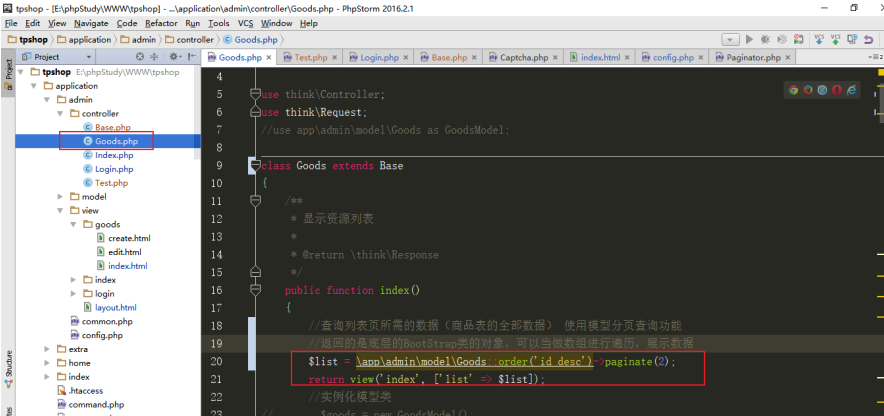 tpshop - [E:\phpStudy\WWW\tpshop] - ...\application\admin\controller\Goods.php - PhpStorm 2016.2.1
File Edit View Navigate Code Refactor Run Tools VCS Window Help
tpshop application admin controller Goods.php
Project
Goods.php × Test.php × Login.php × Base.php × Captcha.php × index.html × config.php × Paginator.php ×
Project
Structure
tpshop E:\phpStudy\WWW\tpshop
application
admin
controller
Base.php
Goods.php
Index.php
Login.php
Test.php
model
view
goods
create.html
edit.html
index.html
index
login
layout.html
common.php
config.php
extra
home
index
.htaccess
command.php
4
5 use think\Controller;
6 use think\Request;
7 //use app\admin\model\Goods as GoodsModel;
8
9 class Goods extends Base
10 {
11 /**
12 * 显示资源列表
13 *
14 * @return \think\Response
15 */
16 public function index()
17 {
18 //查询列表页所需的数据（商品表的全部数据） 使用模型分页查询功能
19 //返回的是底层的BootStrap类的对象，可以当做数组进行遍历，展示数据
20 $list = \app\admin\model\Goods::order('id desc')->paginate(2);
21 return view('index', ['list' => $list]);
22 //实例化模型类
23 // $goods = new GoodsModel();